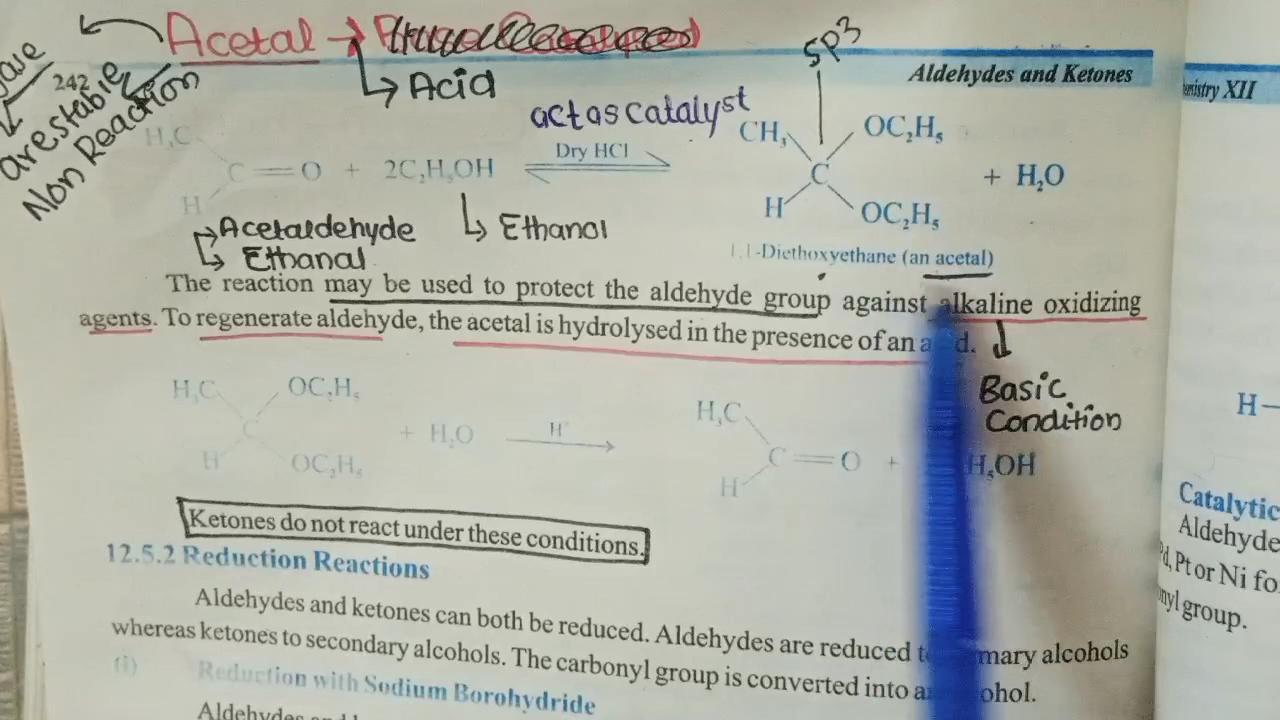 Acetal →
→ Acid
are stable
Non Reaction
242
Aldehydes and Ketones
act as catalyst
SP3
H₃C
C=O + 2C₂H₅OH
H
Dry HCl
CH₃ OC₂H₅
C
H OC₂H₅
+ H₂O
→ Acetaldehyde
→ Ethanal
→ Ethanol
1,1-Diethoxyethane (an acetal)
The reaction may be used to protect the aldehyde group against alkaline oxidizing
agents. To regenerate aldehyde, the acetal is hydrolysed in the presence of an
Basic
Condition
H₃C OC₂H₅
C + H₂O
H OC₂H₅
H⁺
H₃C
C=O +
H
H₅OH
Ketones do not react under these conditions.
12.5.2 Reduction Reactions
Aldehydes and ketones can both be reduced. Aldehydes are reduced mary alcohols
whereas ketones to secondary alcohols. The carbonyl group is converted into ohol.
(i) Reduction with Sodium Borohydride
Aldehydes
XII
H–
Catalytic
Aldehyde
Pd, Pt or Ni fo
nyl group.